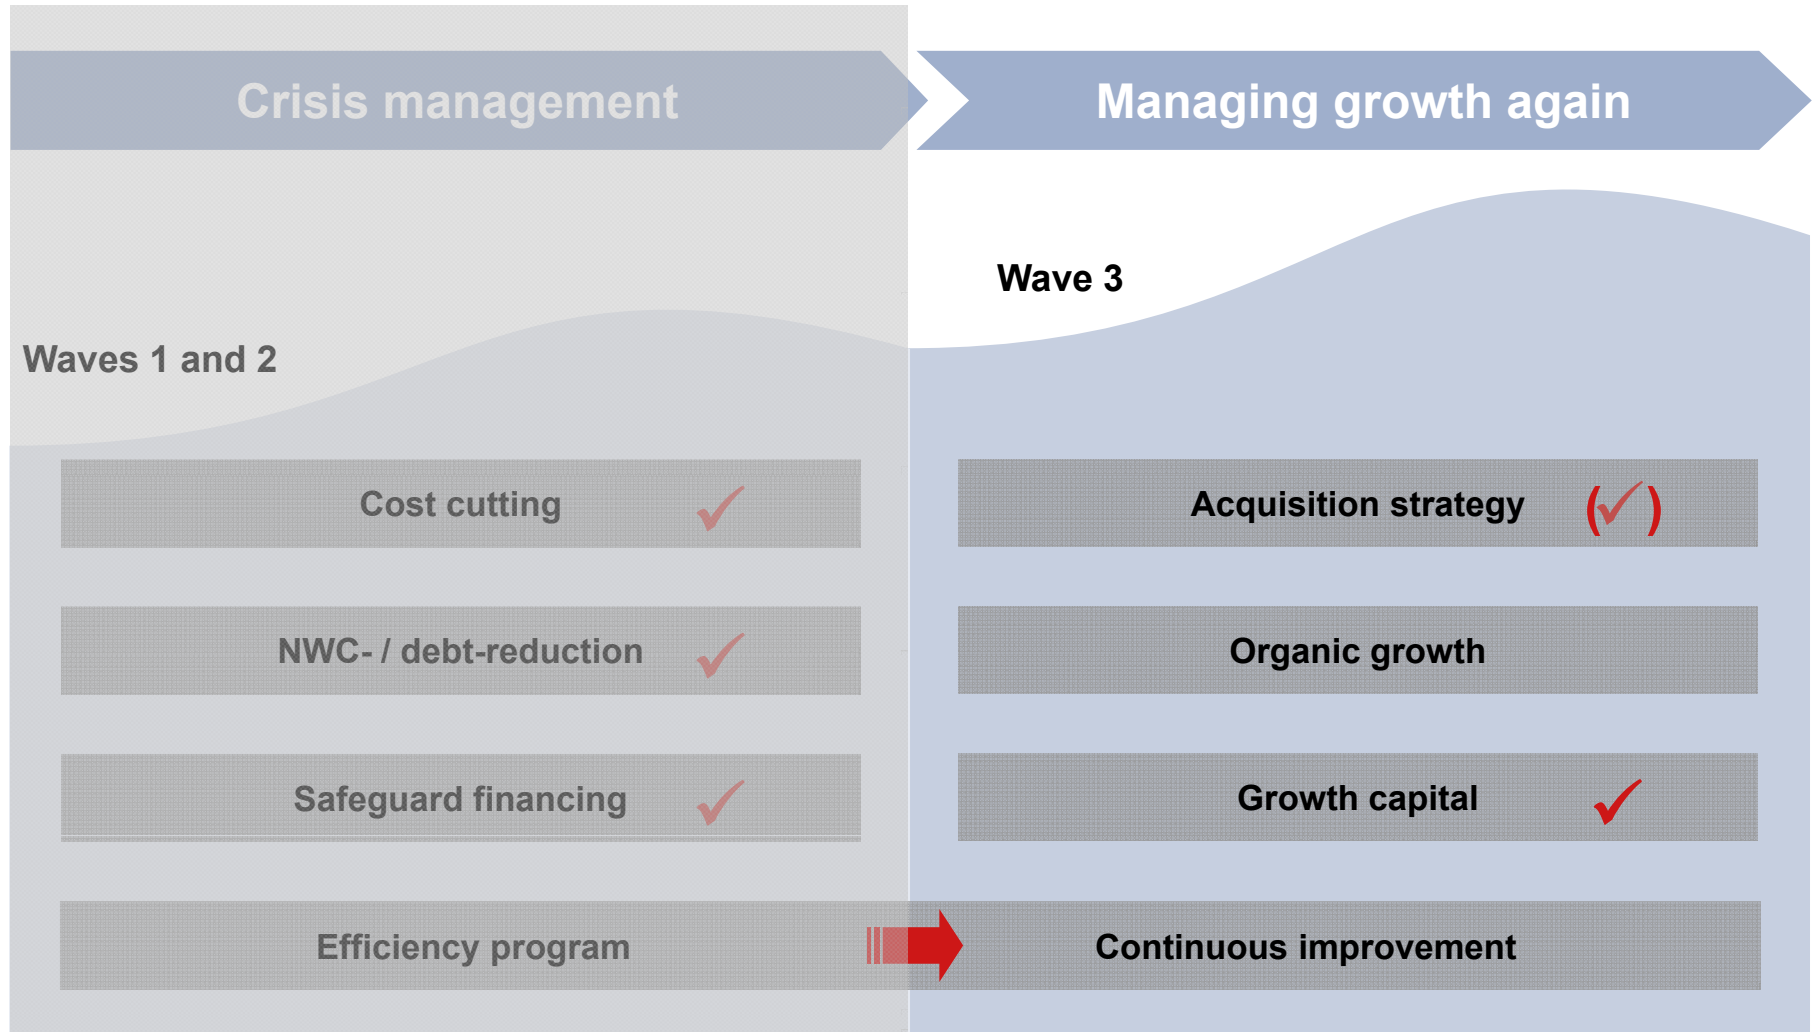 Crisis management
Managing growth again
Wave 3
Waves 1 and 2
Cost cutting
Acquisition strategy
(✓)
NWC- / debt-reduction
Organic growth
Safeguard financing
Growth capital
Efficiency program
Continuous improvement